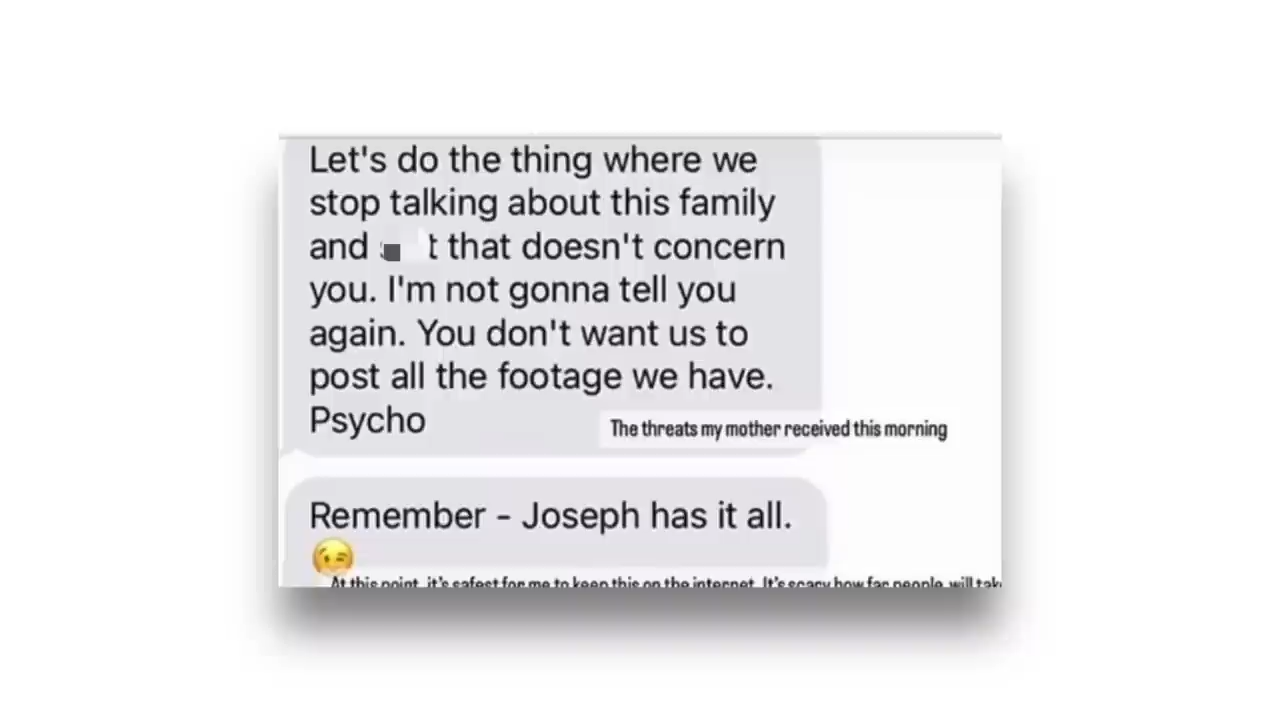 Let's do the thing where we
stop talking about this family
and s t that doesn't concern
you. I'm not gonna tell you
again. You don't want us to
post all the footage we have.
Psycho
The threats my mother received this morning
Remember - Joseph has it all.
😉
At this point, it's safest for me to keep this on the internet. It's scary how far people will take